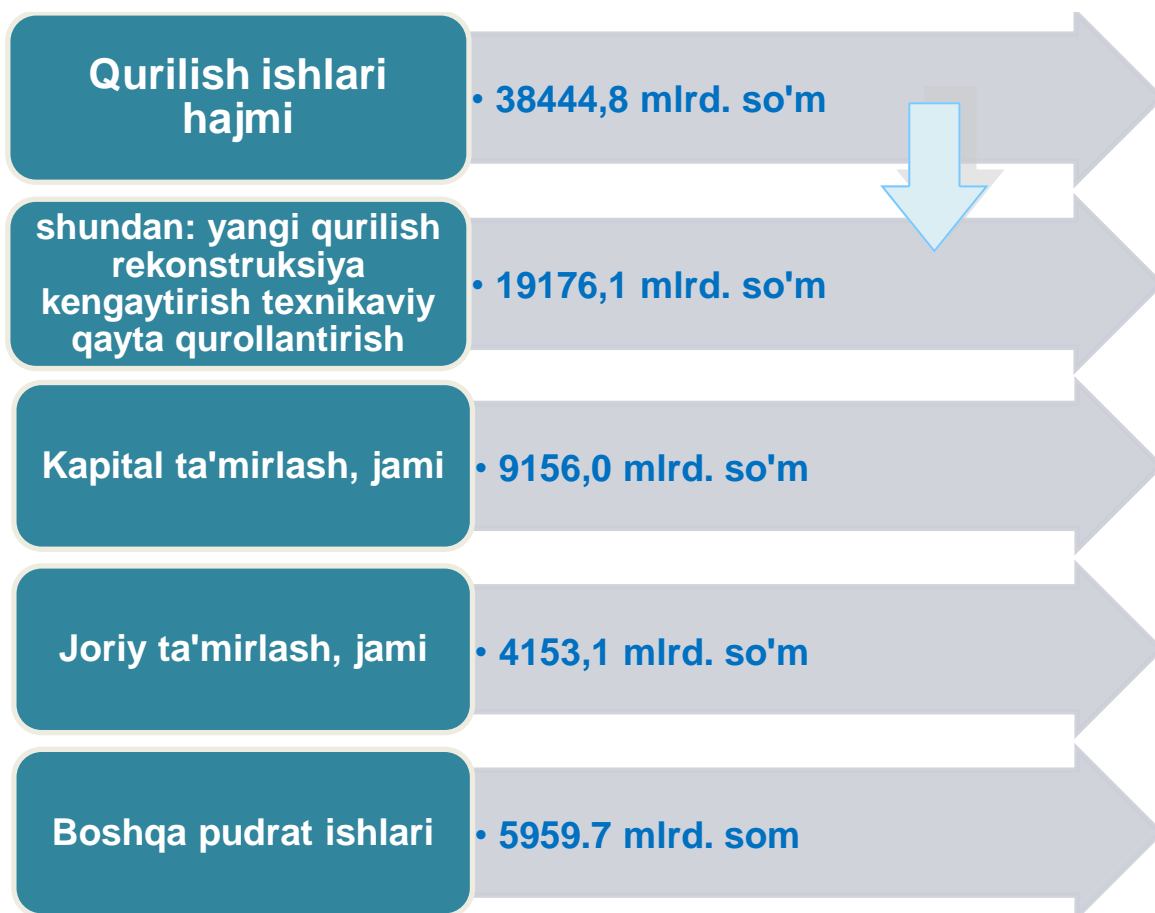 Qurilish ishlari
hajmi
• 38444,8 mlrd. so'm
shundan: yangi qurilish
rekonstruksiya
kengaytirish texnikaviy
qayta qurollantirish
• 19176,1 mlrd. so'm
Kapital ta'mirlash, jami
• 9156,0 mlrd. so'm
Joriy ta'mirlash, jami
• 4153,1 mlrd. so'm
Boshqa pudrat ishlari
• 5959.7 mlrd. som